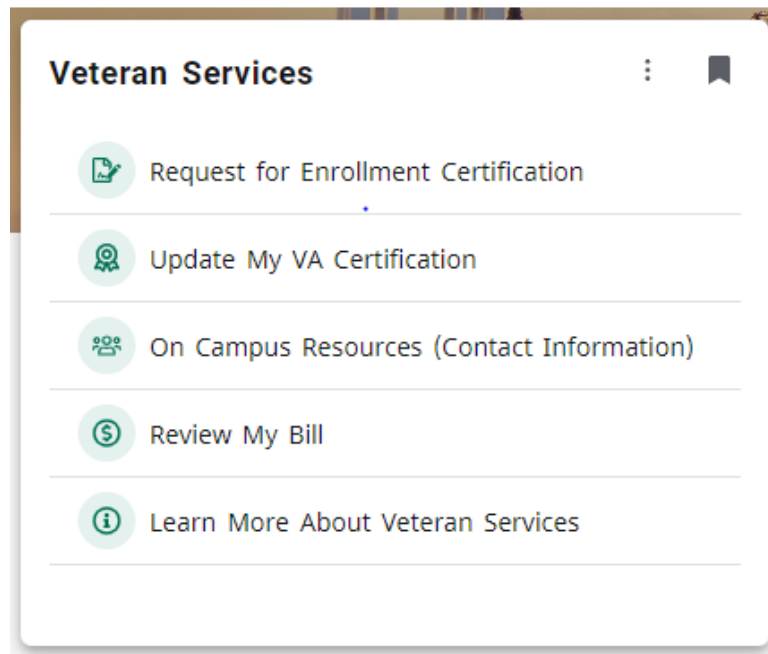 Veteran Services
Request for Enrollment Certification
Update My VA Certification
On Campus Resources (Contact Information)
Review My Bill
Learn More About Veteran Services